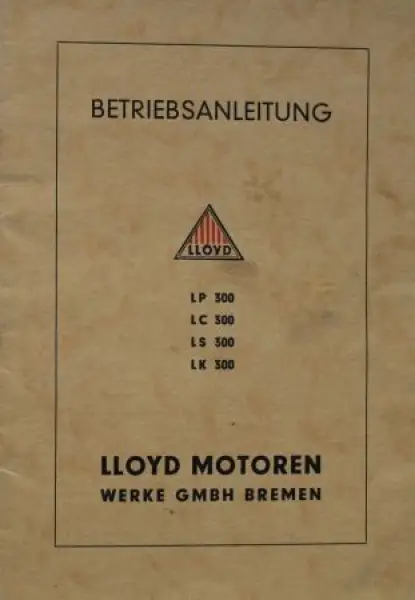 BETRIEBSANLEITUNG
LLOYD
LP 300
LC 300
LS 300
LK 300
LLOYD MOTOREN
WERKE GMBH BREMEN